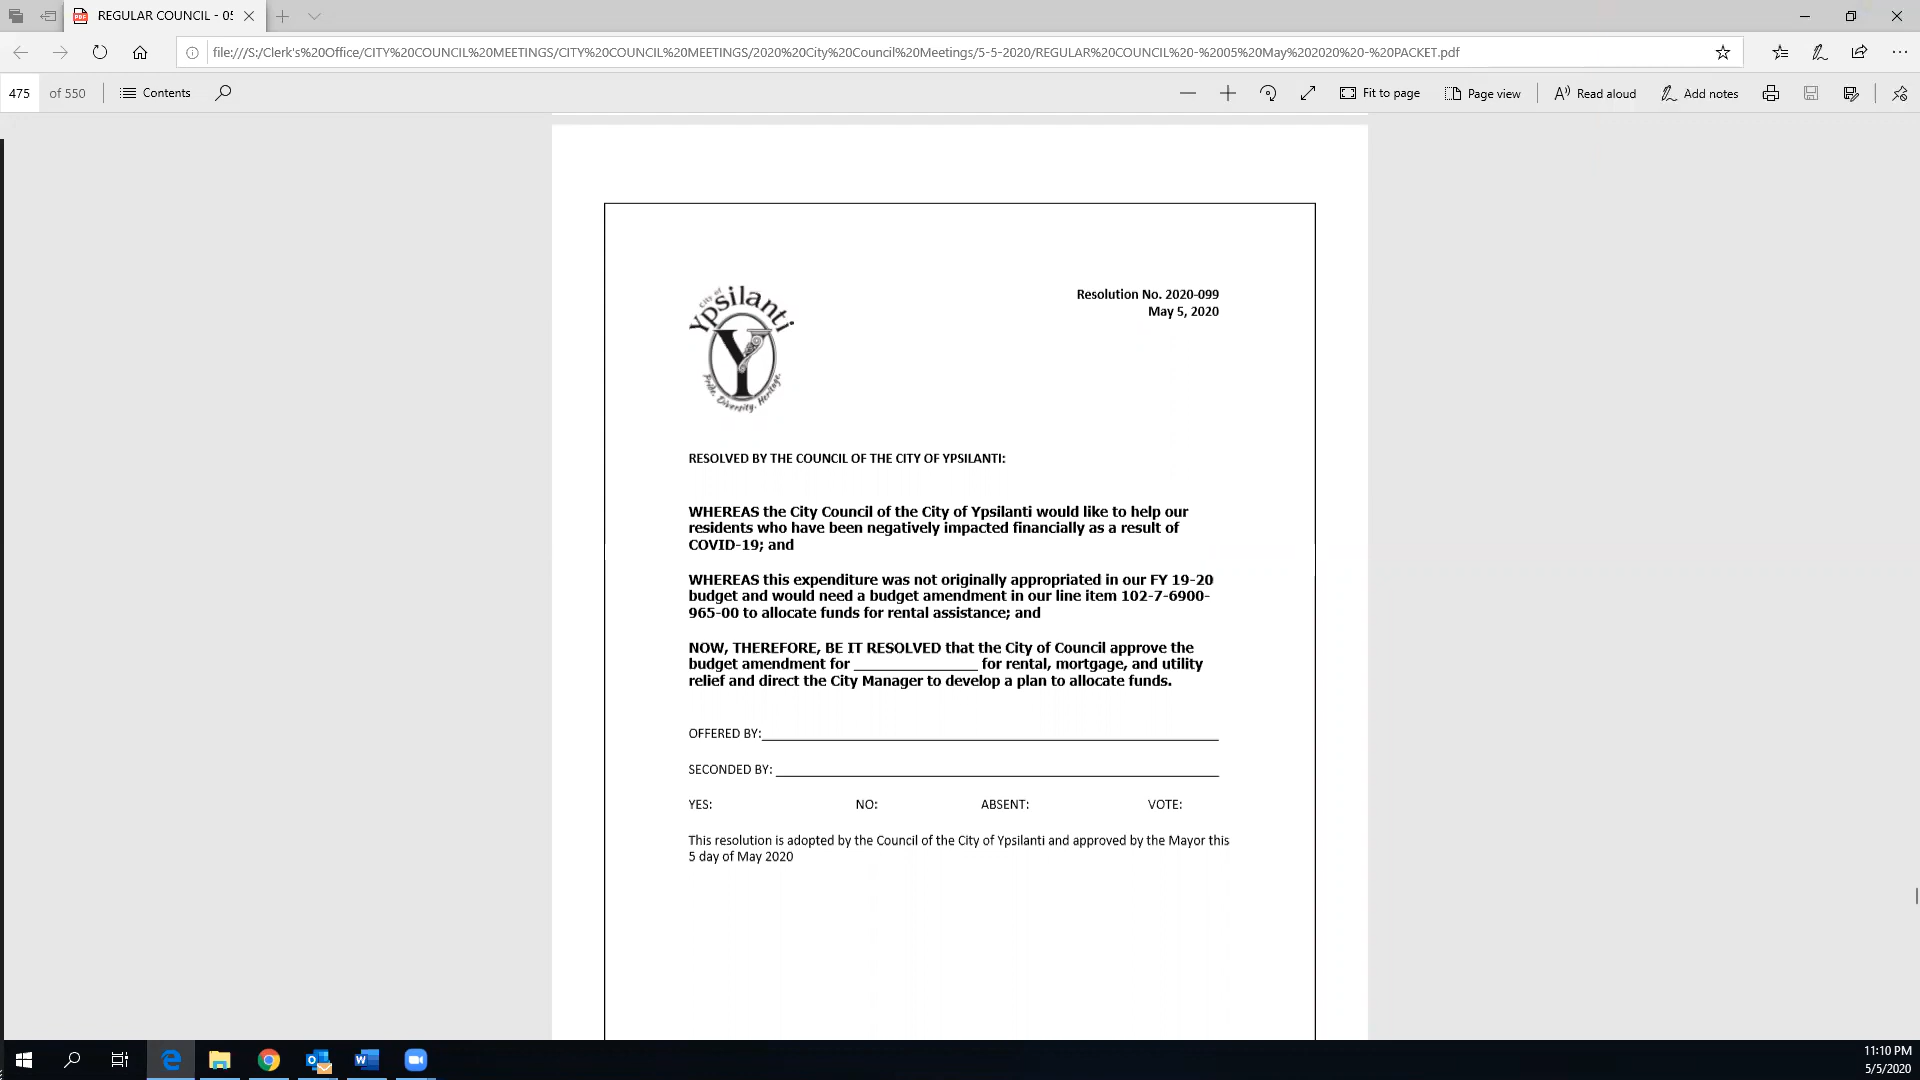 REGULAR COUNCIL - 05
file:///S:/Clerk's%20Office/CITY%20COUNCIL%20MEETINGS/CITY%20COUNCIL%20MEETINGS/2020%20City%20Council%20Meetings/5-5-2020/REGULAR%20COUNCIL%20-%2005%20May%202020%20-%20PACKET.pdf
475 of 550 Contents Fit to page Page view Read aloud Add notes
city of
Ypsilanti
Y
Pride. Diversity. Heritage.
Resolution No. 2020-099
May 5, 2020
RESOLVED BY THE COUNCIL OF THE CITY OF YPSILANTI:
WHEREAS the City Council of the City of Ypsilanti would like to help our
residents who have been negatively impacted financially as a result of
COVID-19; and
WHEREAS this expenditure was not originally appropriated in our FY 19-20
budget and would need a budget amendment in our line item 102-7-6900-
965-00 to allocate funds for rental assistance; and
NOW, THEREFORE, BE IT RESOLVED that the City of Council approve the
budget amendment for ________________ for rental, mortgage, and utility
relief and direct the City Manager to develop a plan to allocate funds.
OFFERED BY:________________
SECONDED BY: ________________
YES: NO: ABSENT: VOTE:
This resolution is adopted by the Council of the City of Ypsilanti and approved by the Mayor this
5 day of May 2020
11:10 PM
5/5/2020